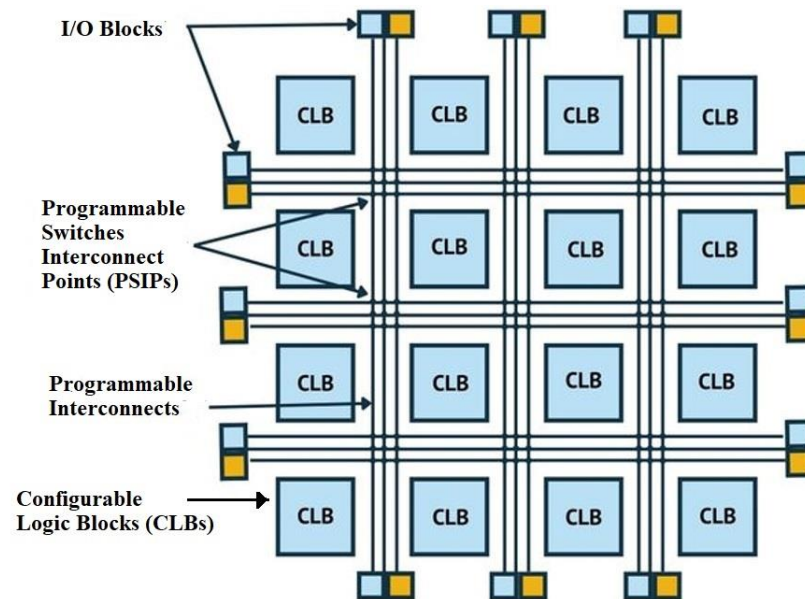 I/O Blocks
CLB CLB CLB CLB
Programmable
Switches
Interconnect
Points (PSIPs)
CLB CLB CLB CLB
Programmable
Interconnects
CLB CLB CLB CLB
Configurable
Logic Blocks (CLBs)
CLB CLB CLB CLB